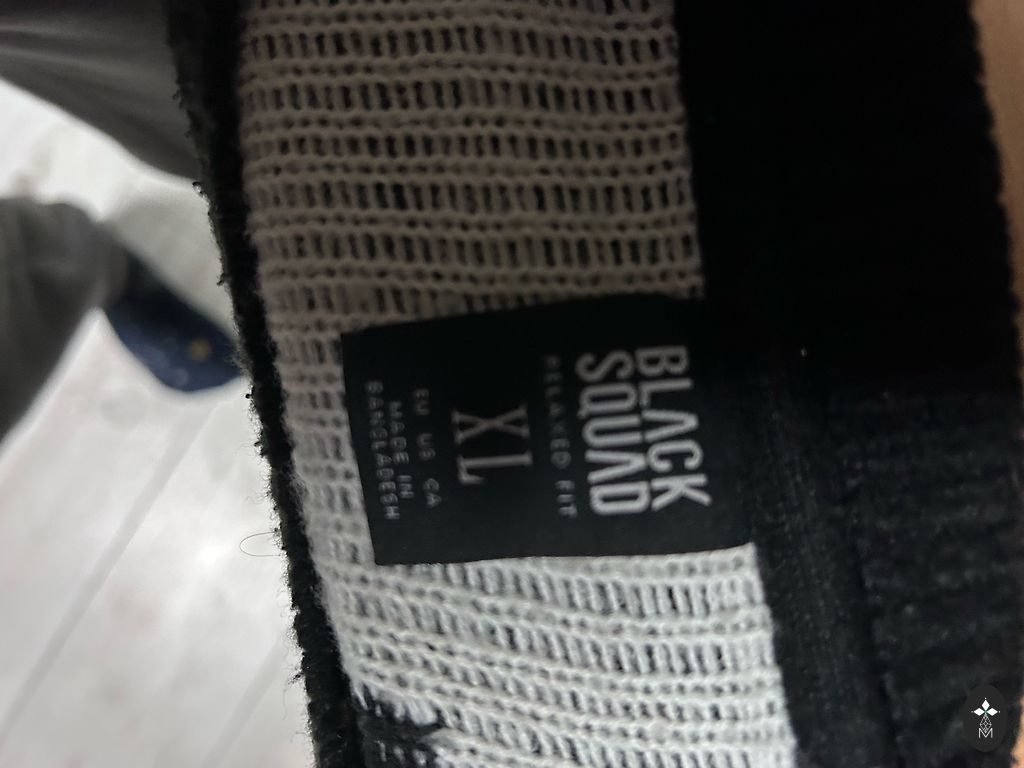 BLACK
SQUAD
RELAXED FIT
XL
EU US CA
MADE IN
BANGLADESH
M